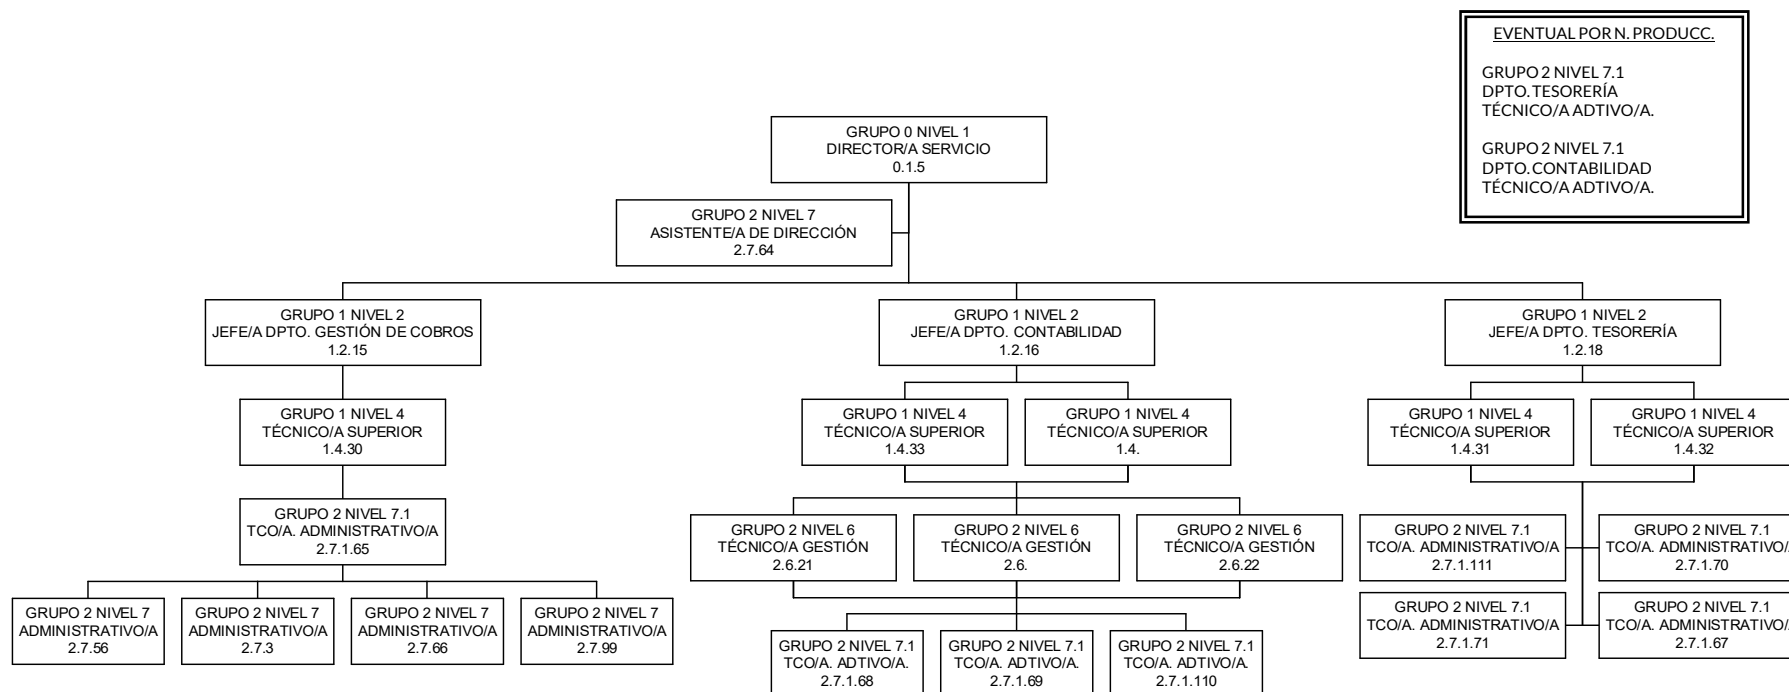 EVENTUAL POR N. PRODUCC.
GRUPO 2 NIVEL 7.1
DPTO. TESORERÍA
TÉCNICO/A ADTIVO/A.
GRUPO 2 NIVEL 7.1
DPTO. CONTABILIDAD
TÉCNICO/A ADTIVO/A.
GRUPO 0 NIVEL 1
DIRECTOR/A SERVICIO
0.1.5
GRUPO 2 NIVEL 7
ASISTENTE/A DE DIRECCIÓN
2.7.64
GRUPO 1 NIVEL 2
JEFE/A DPTO. GESTIÓN DE COBROS
1.2.15
GRUPO 1 NIVEL 2
JEFE/A DPTO. CONTABILIDAD
1.2.16
GRUPO 1 NIVEL 2
JEFE/A DPTO. TESORERÍA
1.2.18
GRUPO 1 NIVEL 4
TÉCNICO/A SUPERIOR
1.4.30
GRUPO 1 NIVEL 4
TÉCNICO/A SUPERIOR
1.4.33
GRUPO 1 NIVEL 4
TÉCNICO/A SUPERIOR
1.4.
GRUPO 1 NIVEL 4
TÉCNICO/A SUPERIOR
1.4.31
GRUPO 1 NIVEL 4
TÉCNICO/A SUPERIOR
1.4.32
GRUPO 2 NIVEL 7.1
TCO/A. ADMINISTRATIVO/A
2.7.1.65
GRUPO 2 NIVEL 6
TÉCNICO/A GESTIÓN
2.6.21
GRUPO 2 NIVEL 6
TÉCNICO/A GESTIÓN
2.6.
GRUPO 2 NIVEL 6
TÉCNICO/A GESTIÓN
2.6.22
GRUPO 2 NIVEL 7.1
TCO/A. ADMINISTRATIVO/A
2.7.1.111
GRUPO 2 NIVEL 7.1
TCO/A. ADMINISTRATIVO/
2.7.1.70
GRUPO 2 NIVEL 7
ADMINISTRATIVO/A
2.7.56
GRUPO 2 NIVEL 7
ADMINISTRATIVO/A
2.7.3
GRUPO 2 NIVEL 7
ADMINISTRATIVO/A
2.7.66
GRUPO 2 NIVEL 7
ADMINISTRATIVO/A
2.7.99
GRUPO 2 NIVEL 7.1
TCO/A. ADTIVO/A.
2.7.1.68
GRUPO 2 NIVEL 7.1
TCO/A. ADTIVO/A.
2.7.1.69
GRUPO 2 NIVEL 7.1
TCO/A. ADTIVO/A.
2.7.1.110
GRUPO 2 NIVEL 7.1
TCO/A. ADMINISTRATIVO/A
2.7.1.71
GRUPO 2 NIVEL 7.1
TCO/A. ADMINISTRATIVO/
2.7.1.67